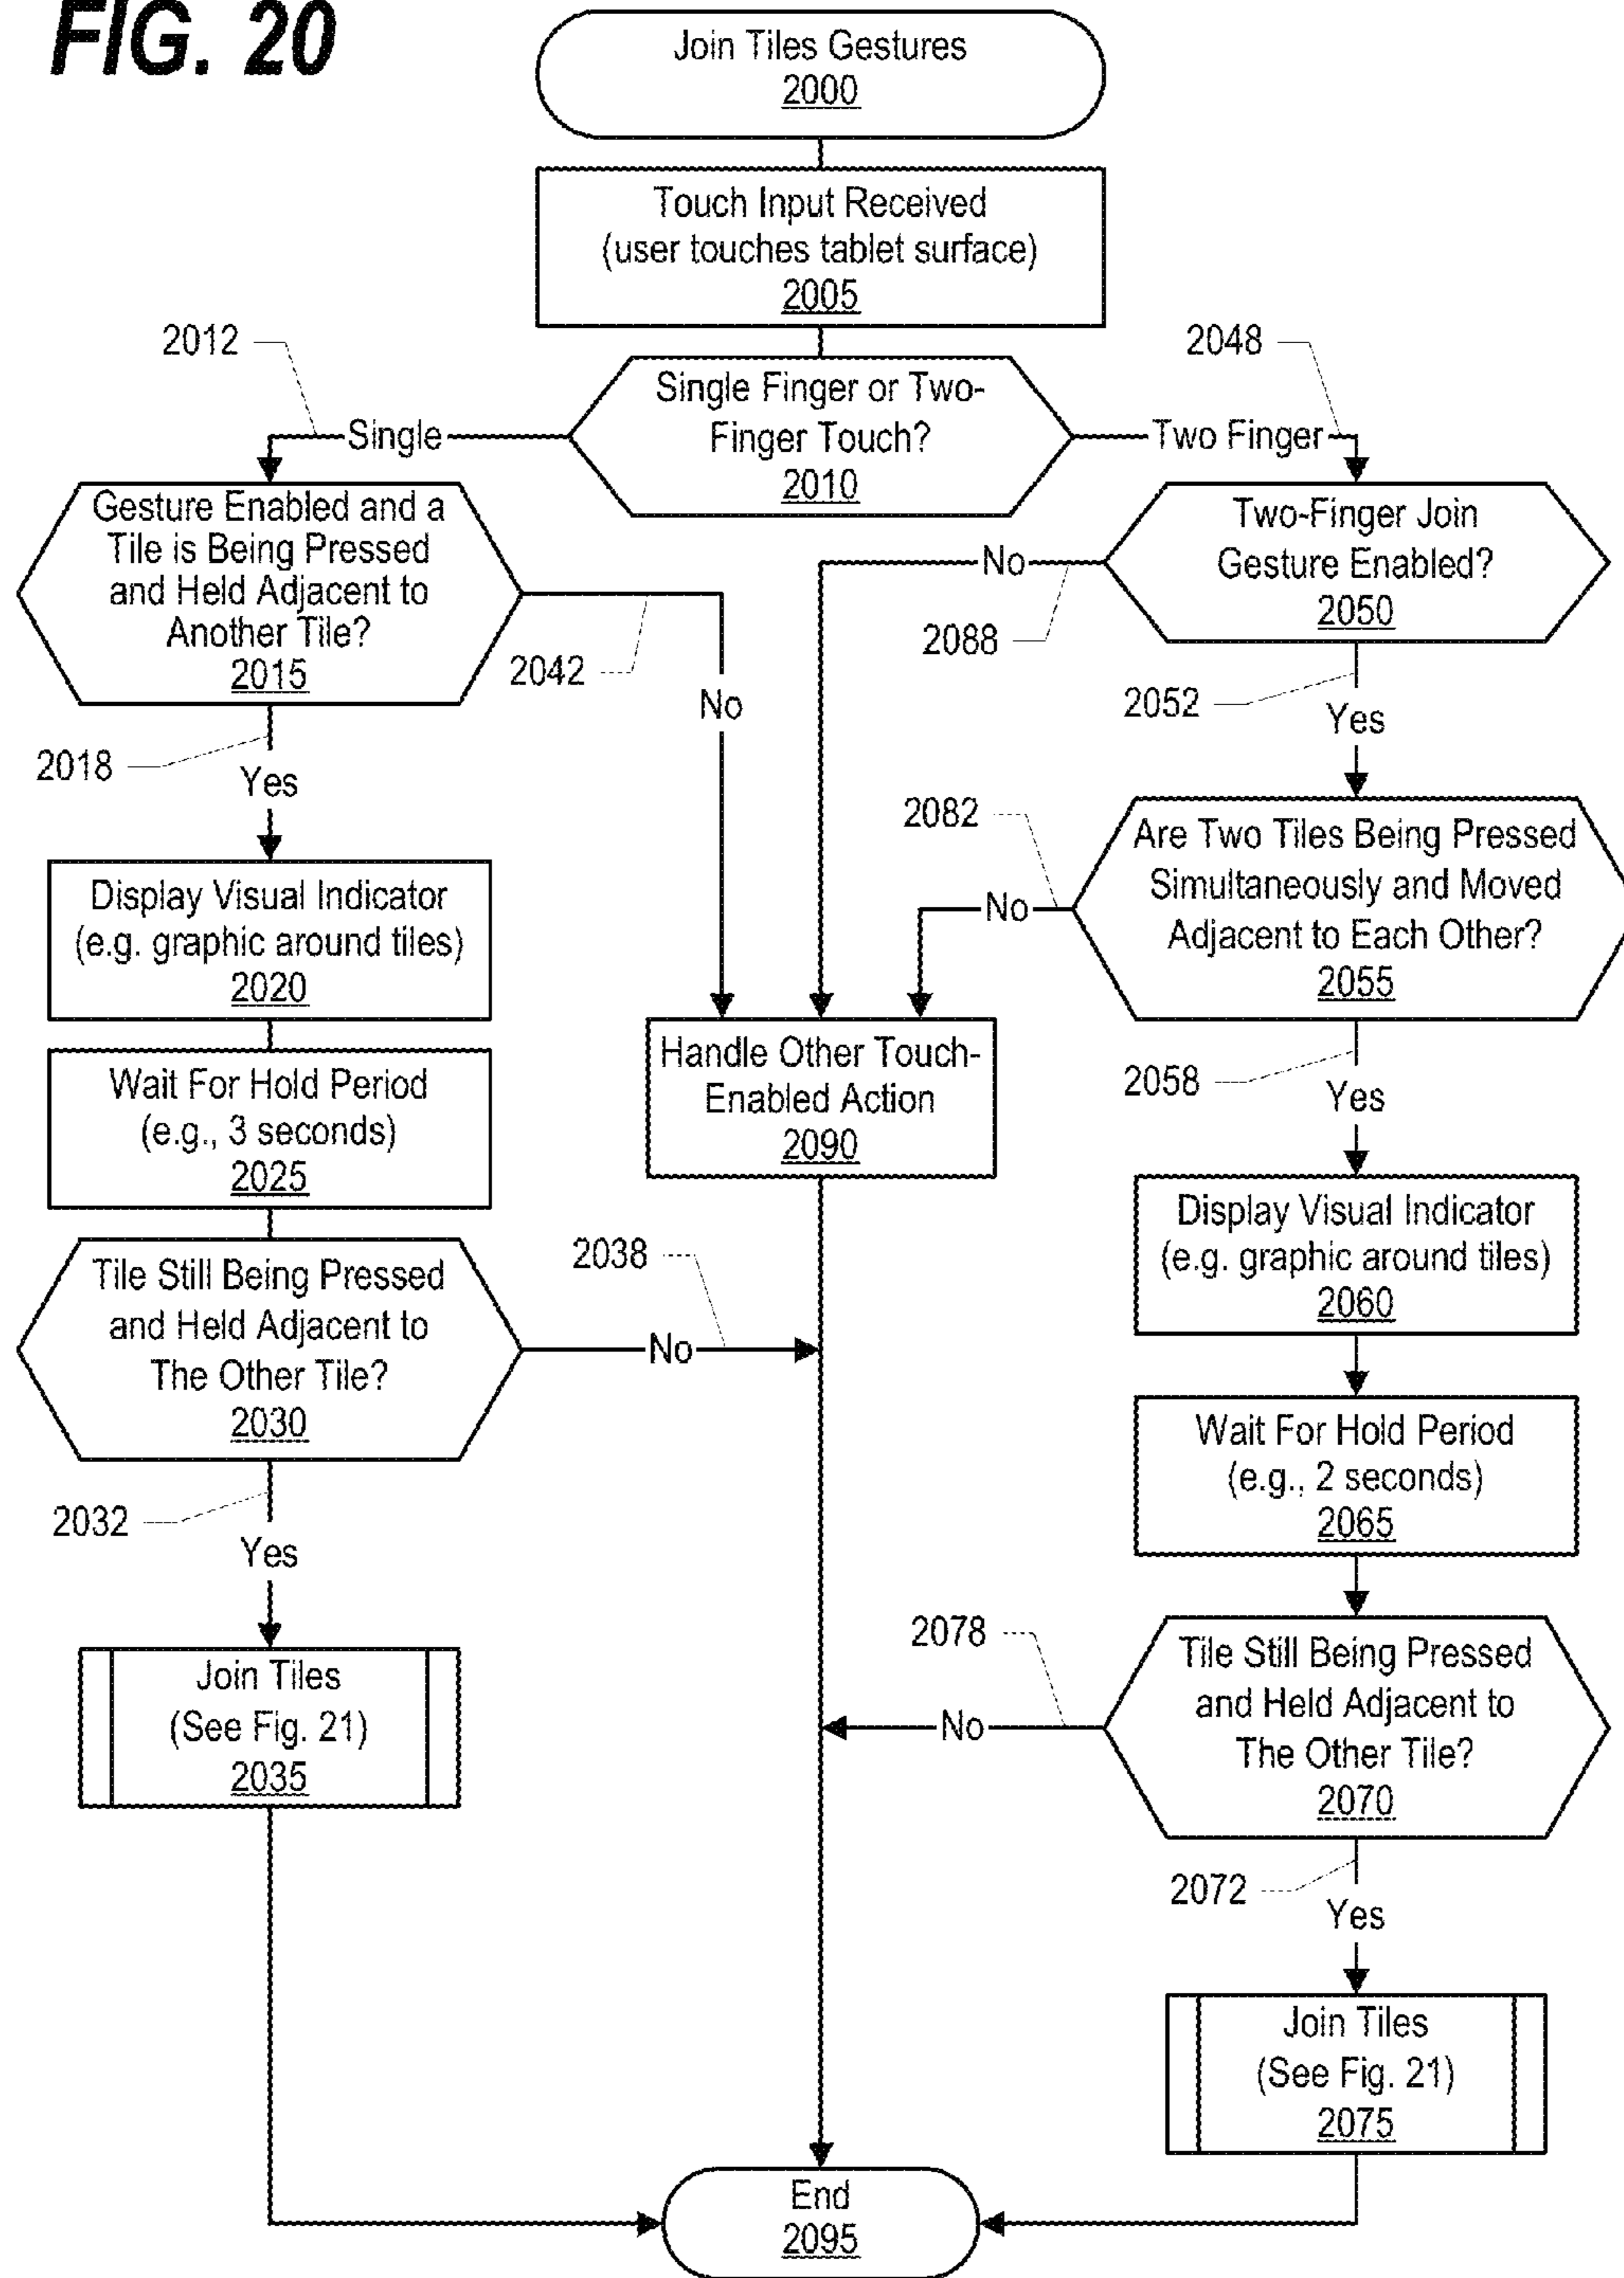 FIG. 20
Join Tiles Gestures
2000
Touch Input Received
(user touches tablet surface)
2005
2012
2048
Single Finger or Two-
Finger Touch?
2010
Single
Two Finger
Gesture Enabled and a
Tile is Being Pressed
and Held Adjacent to
Another Tile?
2015
2042
No
2018
Yes
Two-Finger Join
Gesture Enabled?
2050
No
2088
2052
Yes
Display Visual Indicator
(e.g. graphic around tiles)
2020
2082
Are Two Tiles Being Pressed
Simultaneously and Moved
Adjacent to Each Other?
2055
No
Wait For Hold Period
(e.g., 3 seconds)
2025
Handle Other Touch-
Enabled Action
2090
2058
Yes
Tile Still Being Pressed
and Held Adjacent to
The Other Tile?
2030
2038
No
Display Visual Indicator
(e.g. graphic around tiles)
2060
2032
Yes
Wait For Hold Period
(e.g., 2 seconds)
2065
Join Tiles
(See Fig. 21)
2035
2078
No
Tile Still Being Pressed
and Held Adjacent to
The Other Tile?
2070
2072
Yes
Join Tiles
(See Fig. 21)
2075
End
2095